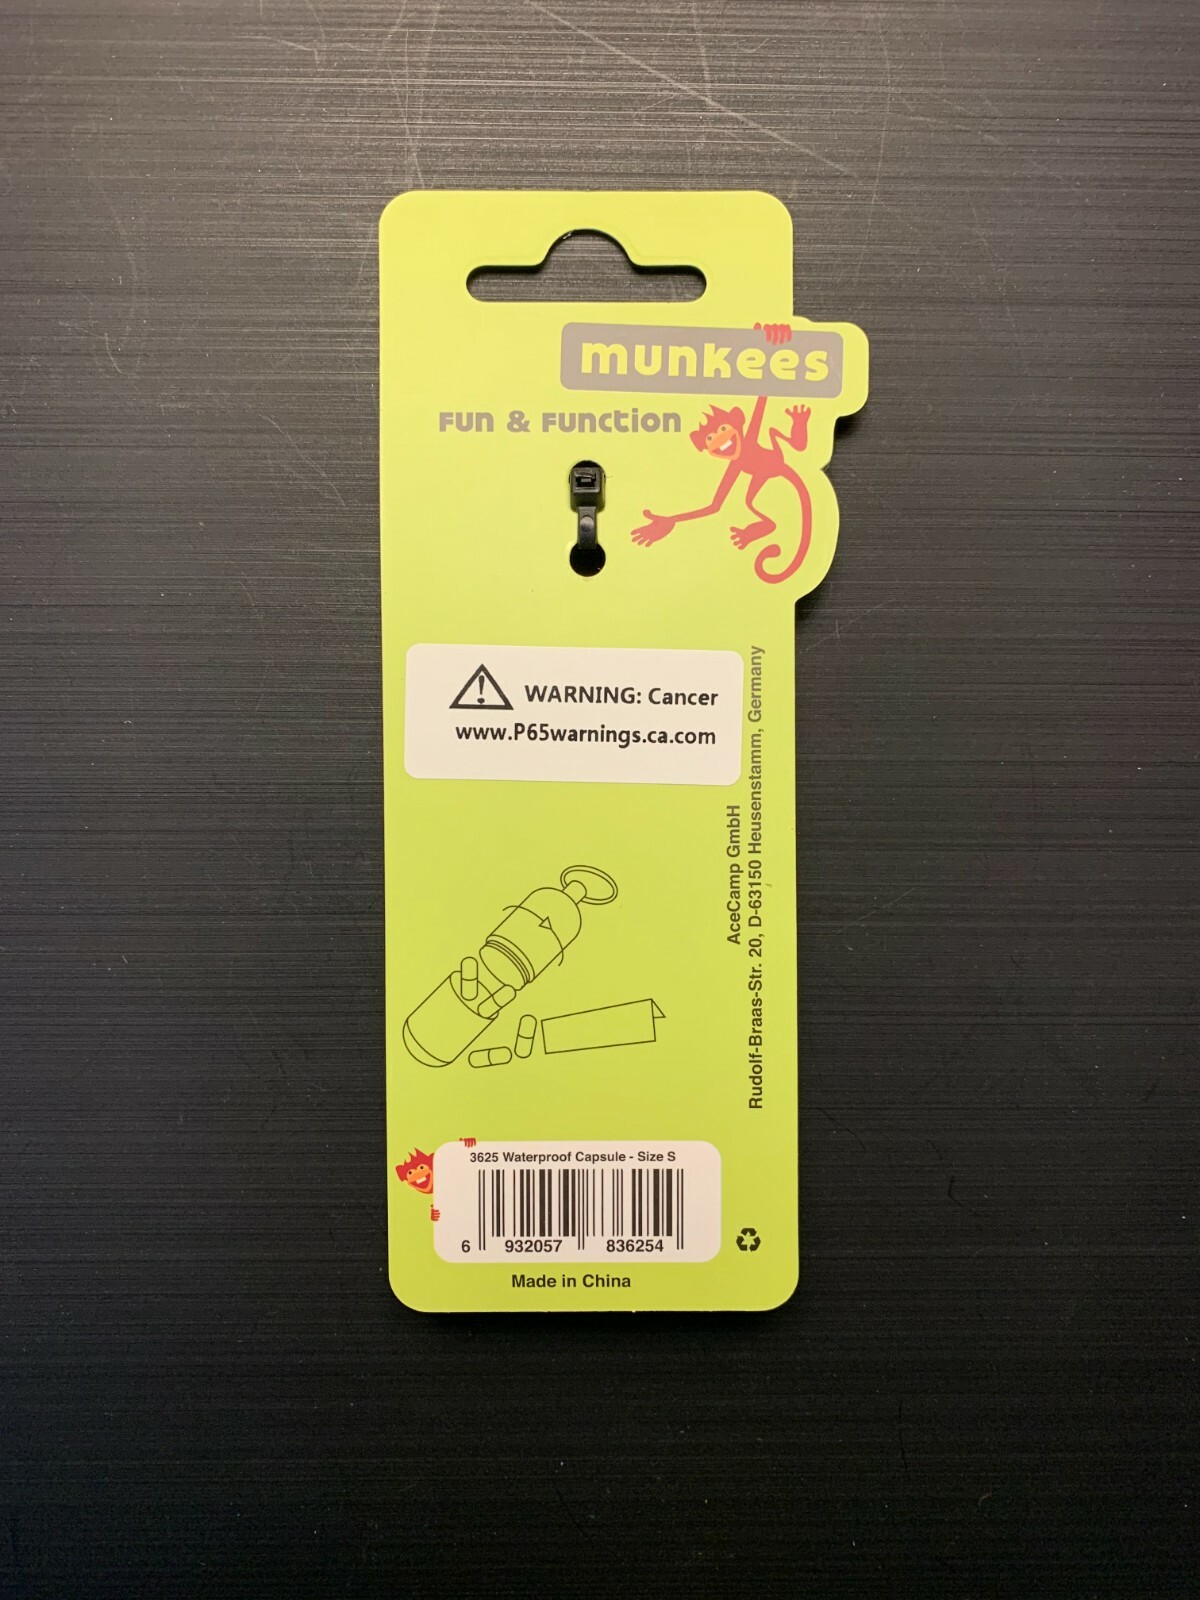 munkees
Fun & Function
WARNING: Cancer
www.P65warnings.ca.com
AceCamp GmbH
Rudolf-Braas-Str. 20, D-63150 Heusenstamm, Germany
3625 Waterproof Capsule - Size S
6 932057 836254
Made in China